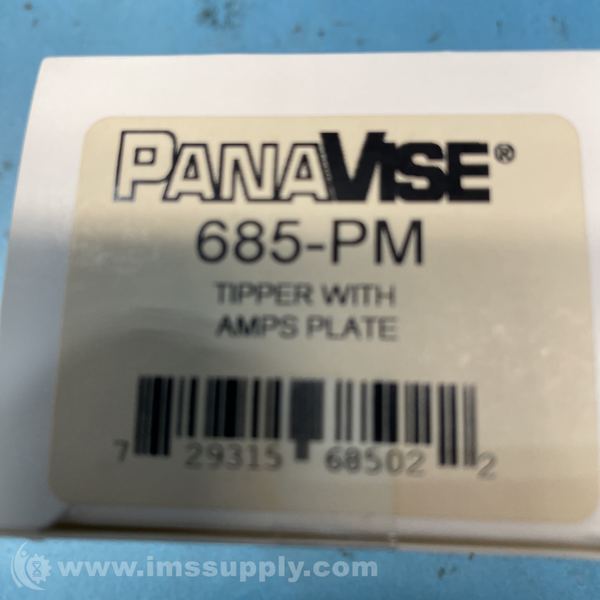 PANAVISE®
685-PM
TIPPER WITH
AMPS PLATE
7 29315 68502 2
www.imssupply.com